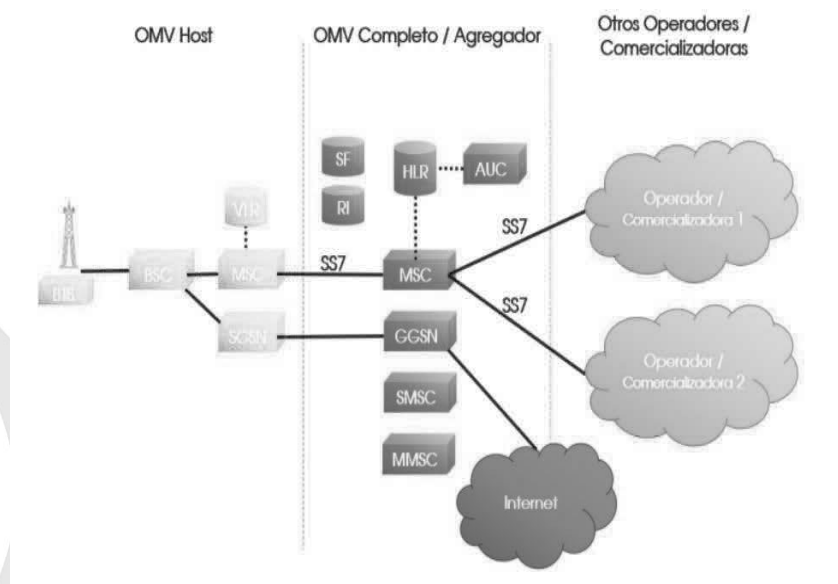 OMV Host
OMV Completo / Agregador
Otros Operadores /
Comercializadoras
SF
HLR
AUC
RI
VLR
Operador /
Comercializadora 1
SS7
SS7
BTS
BSC
MSC
MSC
SS7
SGSN
GGSN
Operador /
Comercializadora 2
SMSC
MMSC
Internet